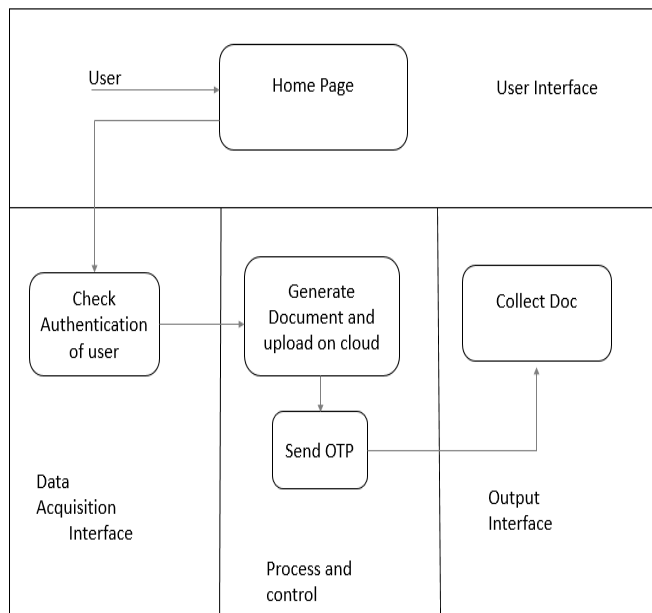 User
Home Page
User Interface
Check
Authentication
of user
Generate
Document and
upload on cloud
Collect Doc
Send OTP
Data
Acquisition
Interface
Output
Interface
Process and
control